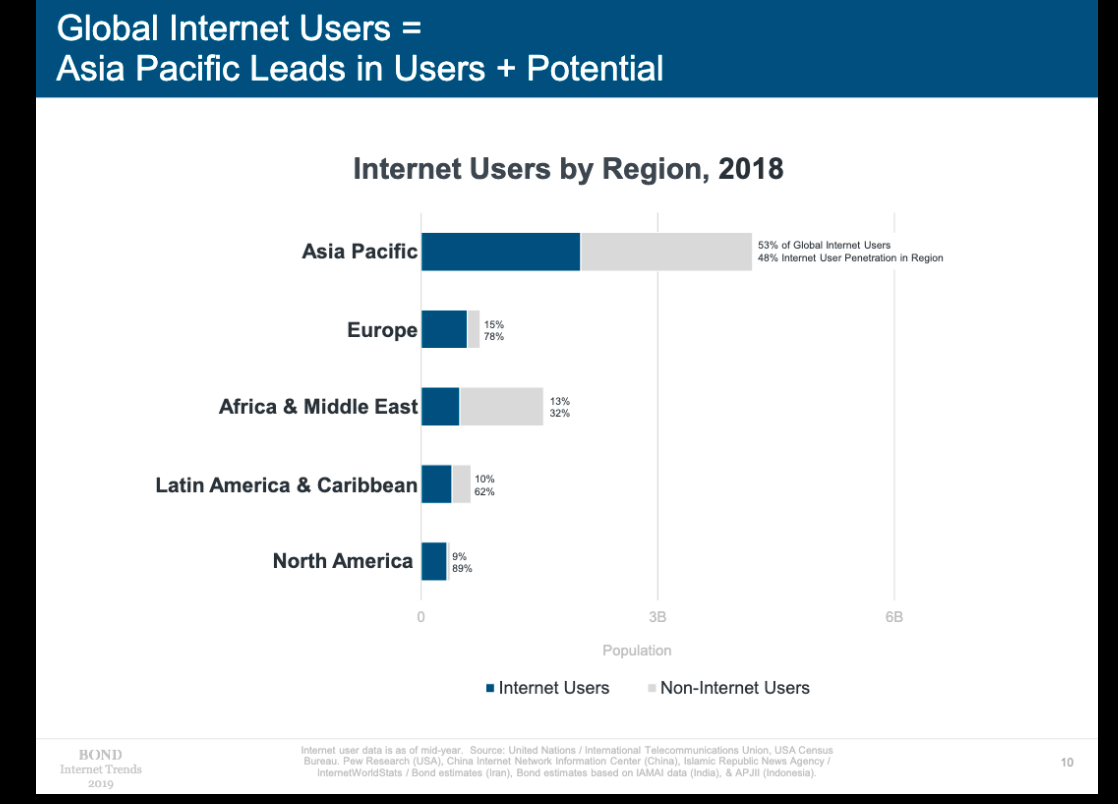 Global Internet Users =
Asia Pacific Leads in Users + Potential
Internet Users by Region, 2018
Asia Pacific
53% of Global Internet Users
48% Internet User Penetration in Region
Europe
15%
78%
Africa & Middle East
13%
32%
Latin America & Caribbean
10%
62%
North America
9%
89%
0 3B 6B
Population
Internet Users Non-Internet Users
BOND
Internet Trends
2019
Internet user data is as of mid-year. Source: United Nations / International Telecommunications Union, USA Census
Bureau. Pew Research (USA), China Internet Network Information Center (China), Islamic Republic News Agency /
InternetWorldStats / Bond estimates (Iran), Bond estimates based on IAMAI data (India), & APJII (Indonesia).
10